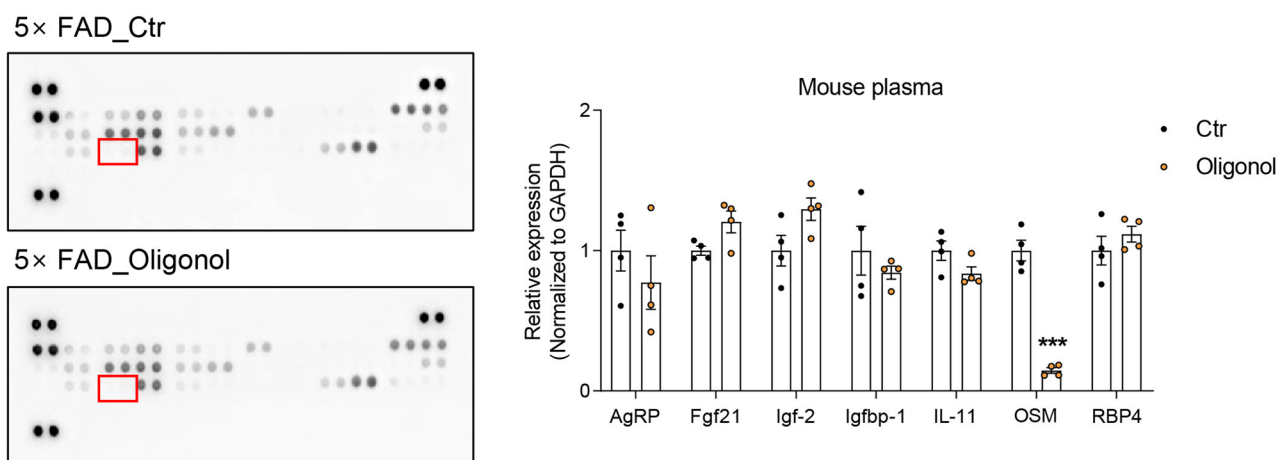 5× FAD_Ctr
5× FAD_Oligonol
Mouse plasma
Relative expression
(Normalized to GAPDH)
2
1
0
***
AgRP Fgf21 Igf-2 Igfbp-1 IL-11 OSM RBP4
Ctr
Oligonol